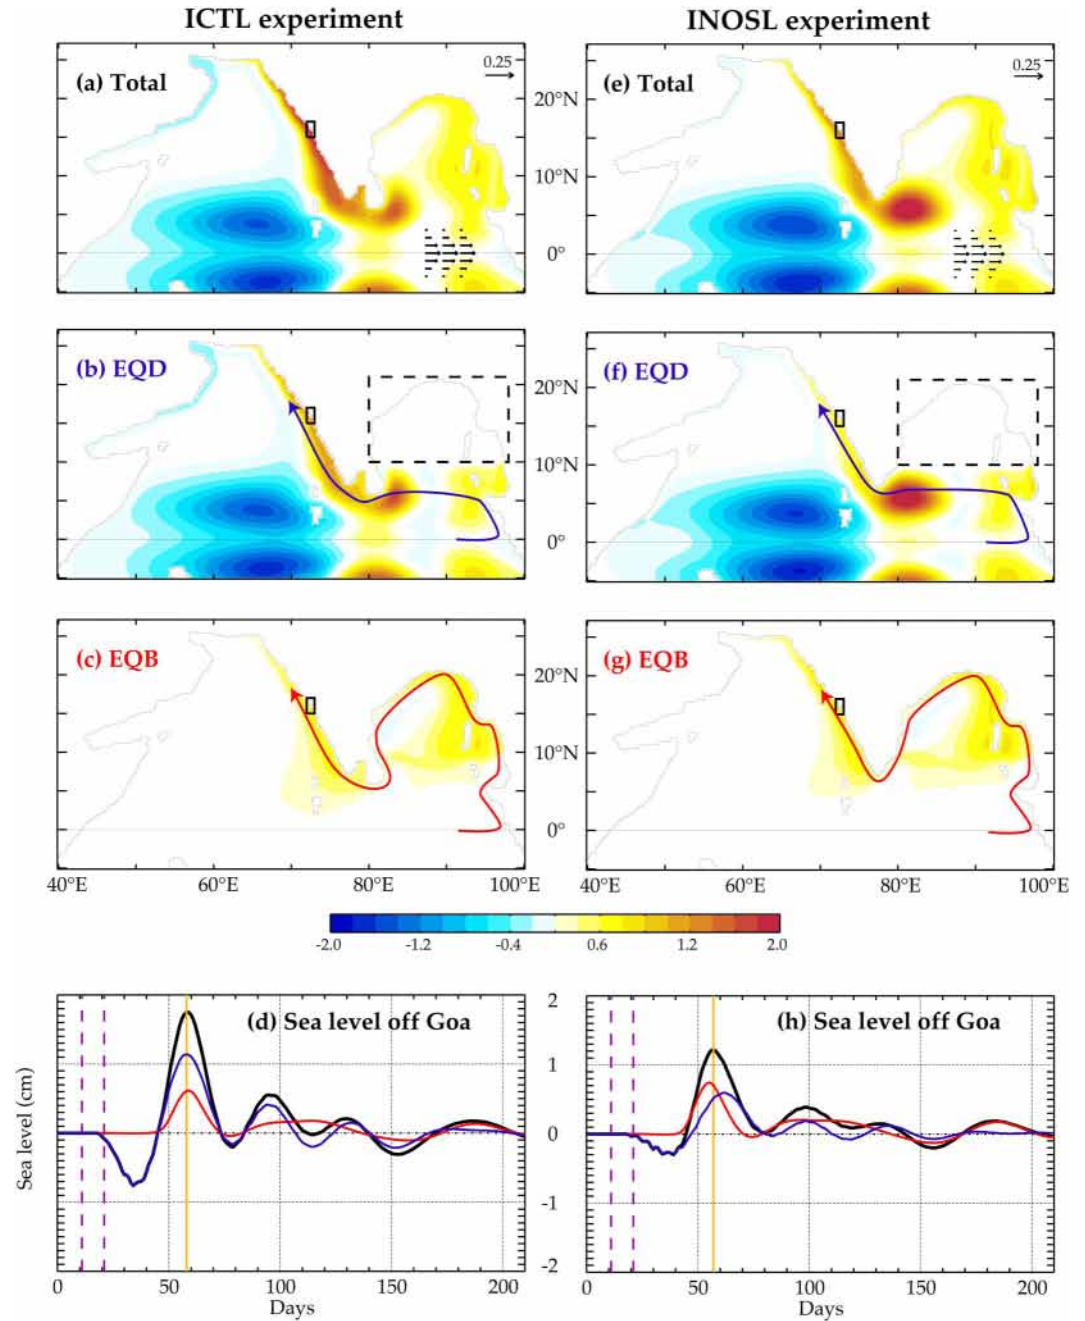 ICTL experiment
INOSL experiment
(a) Total
0.25
(e) Total
0.25
20°N
10°N
0°
(b) EQD
(f) EQD
20°N
10°N
0°
(c) EQB
(g) EQB
20°N
10°N
0°
40°E 60°E 80°E 100°E
40°E 60°E 80°E 100°E
-2.0 -1.2 -0.4 0.6 1.2 2.0
(d) Sea level off Goa
(h) Sea level off Goa
2
1
0
-1
-2
Sea level (cm)
0 50 100 150 200
0 50 100 150 200
Days
Days